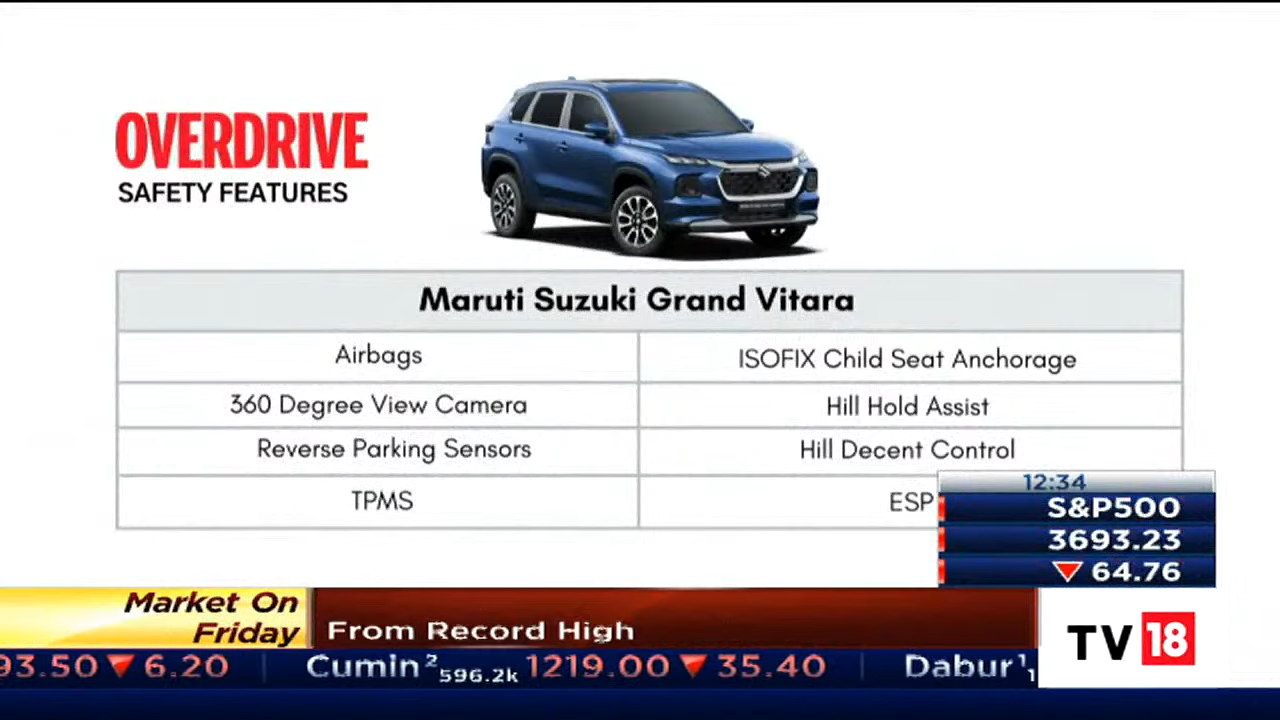 OVERDRIVE
SAFETY FEATURES
Maruti Suzuki Grand Vitara
Airbags
ISOFIX Child Seat Anchorage
360 Degree View Camera
Hill Hold Assist
Reverse Parking Sensors
Hill Decent Control
TPMS
ESP
12:34
S&P500
3693.23
▼ 64.76
Market On
Friday
From Record High
TV18
93.50 ▼ 6.20 Cumin² 596.2k 1219.00 ▼ 35.40 Dabur¹